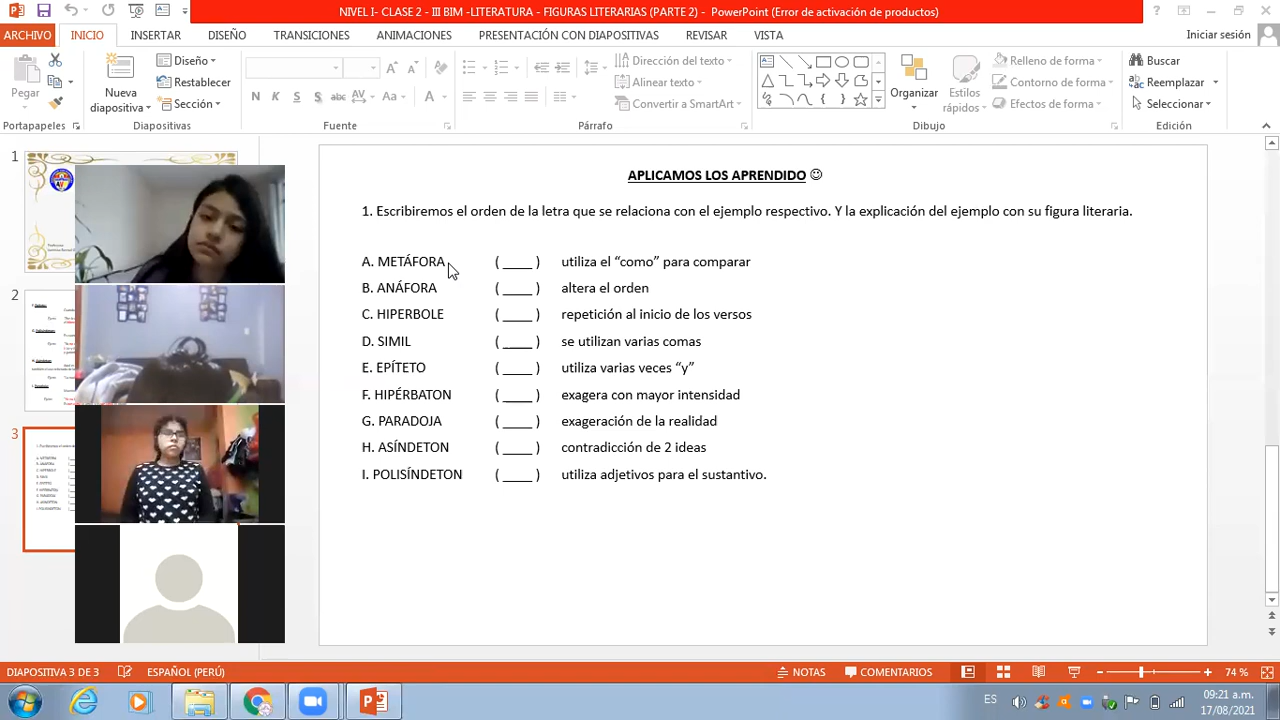 NIVEL I- CLASE 2 - III BIM -LITERATURA - FIGURAS LITERARIAS (PARTE 2) - PowerPoint (Error de activación de productos)
ARCHIVO INICIO INSERTAR DISEÑO TRANSICIONES ANIMACIONES PRESENTACIÓN CON DIAPOSITIVAS REVISAR VISTA Iniciar sesión
Pegar
Nueva diapositiva
Diseño
Restablecer
Sección
N K S S abc AV Aa A
Dirección del texto
Alinear texto
Convertir a SmartArt
Organizar
Estilos rápidos
Relleno de forma
Contorno de forma
Efectos de forma
Buscar
Reemplazar
Seleccionar
Portapapeles Diapositivas Fuente Párrafo Dibujo Edición
1
2
3
APLICAMOS LOS APRENDIDO ☺
1. Escribiremos el orden de la letra que se relaciona con el ejemplo respectivo. Y la explicación del ejemplo con su figura literaria.
A. METÁFORA ( ____ ) utiliza el “como” para comparar
B. ANÁFORA ( ____ ) altera el orden
C. HIPERBOLE ( ____ ) repetición al inicio de los versos
D. SIMIL ( ____ ) se utilizan varias comas
E. EPÍTETO ( ____ ) utiliza varias veces “y”
F. HIPÉRBATON ( ____ ) exagera con mayor intensidad
G. PARADOJA ( ____ ) exageración de la realidad
H. ASÍNDETON ( ____ ) contradicción de 2 ideas
I. POLISÍNDETON ( ____ ) utiliza adjetivos para el sustantivo.
DIAPOSITIVA 3 DE 3 ESPAÑOL (PERÚ) NOTAS COMENTARIOS 74 %
ES 09:21 a.m.
17/08/2021